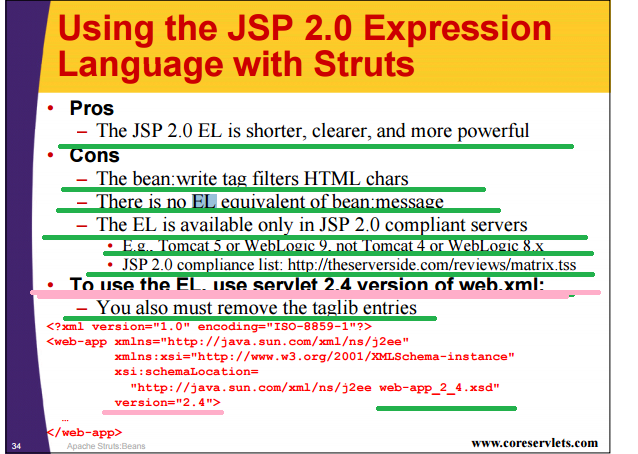 Using the JSP 2.0 Expression
Language with Struts
• Pros
– The JSP 2.0 EL is shorter, clearer, and more powerful
• Cons
– The bean:write tag filters HTML chars
– There is no EL equivalent of bean:message
– The EL is available only in JSP 2.0 compliant servers
• E.g., Tomcat 5 or WebLogic 9, not Tomcat 4 or WebLogic 8.x
• JSP 2.0 compliance list: http://theserverside.com/reviews/matrix.tss
• To use the EL, use servlet 2.4 version of web.xml:
– You also must remove the taglib entries
<?xml version="1.0" encoding="ISO-8859-1"?>
<web-app xmlns="http://java.sun.com/xml/ns/j2ee"
xmlns:xsi="http://www.w3.org/2001/XMLSchema-instance"
xsi:schemaLocation=
"http://java.sun.com/xml/ns/j2ee web-app_2_4.xsd"
version="2.4">
…
</web-app>
34 Apache Struts:Beans www.coreservlets.com